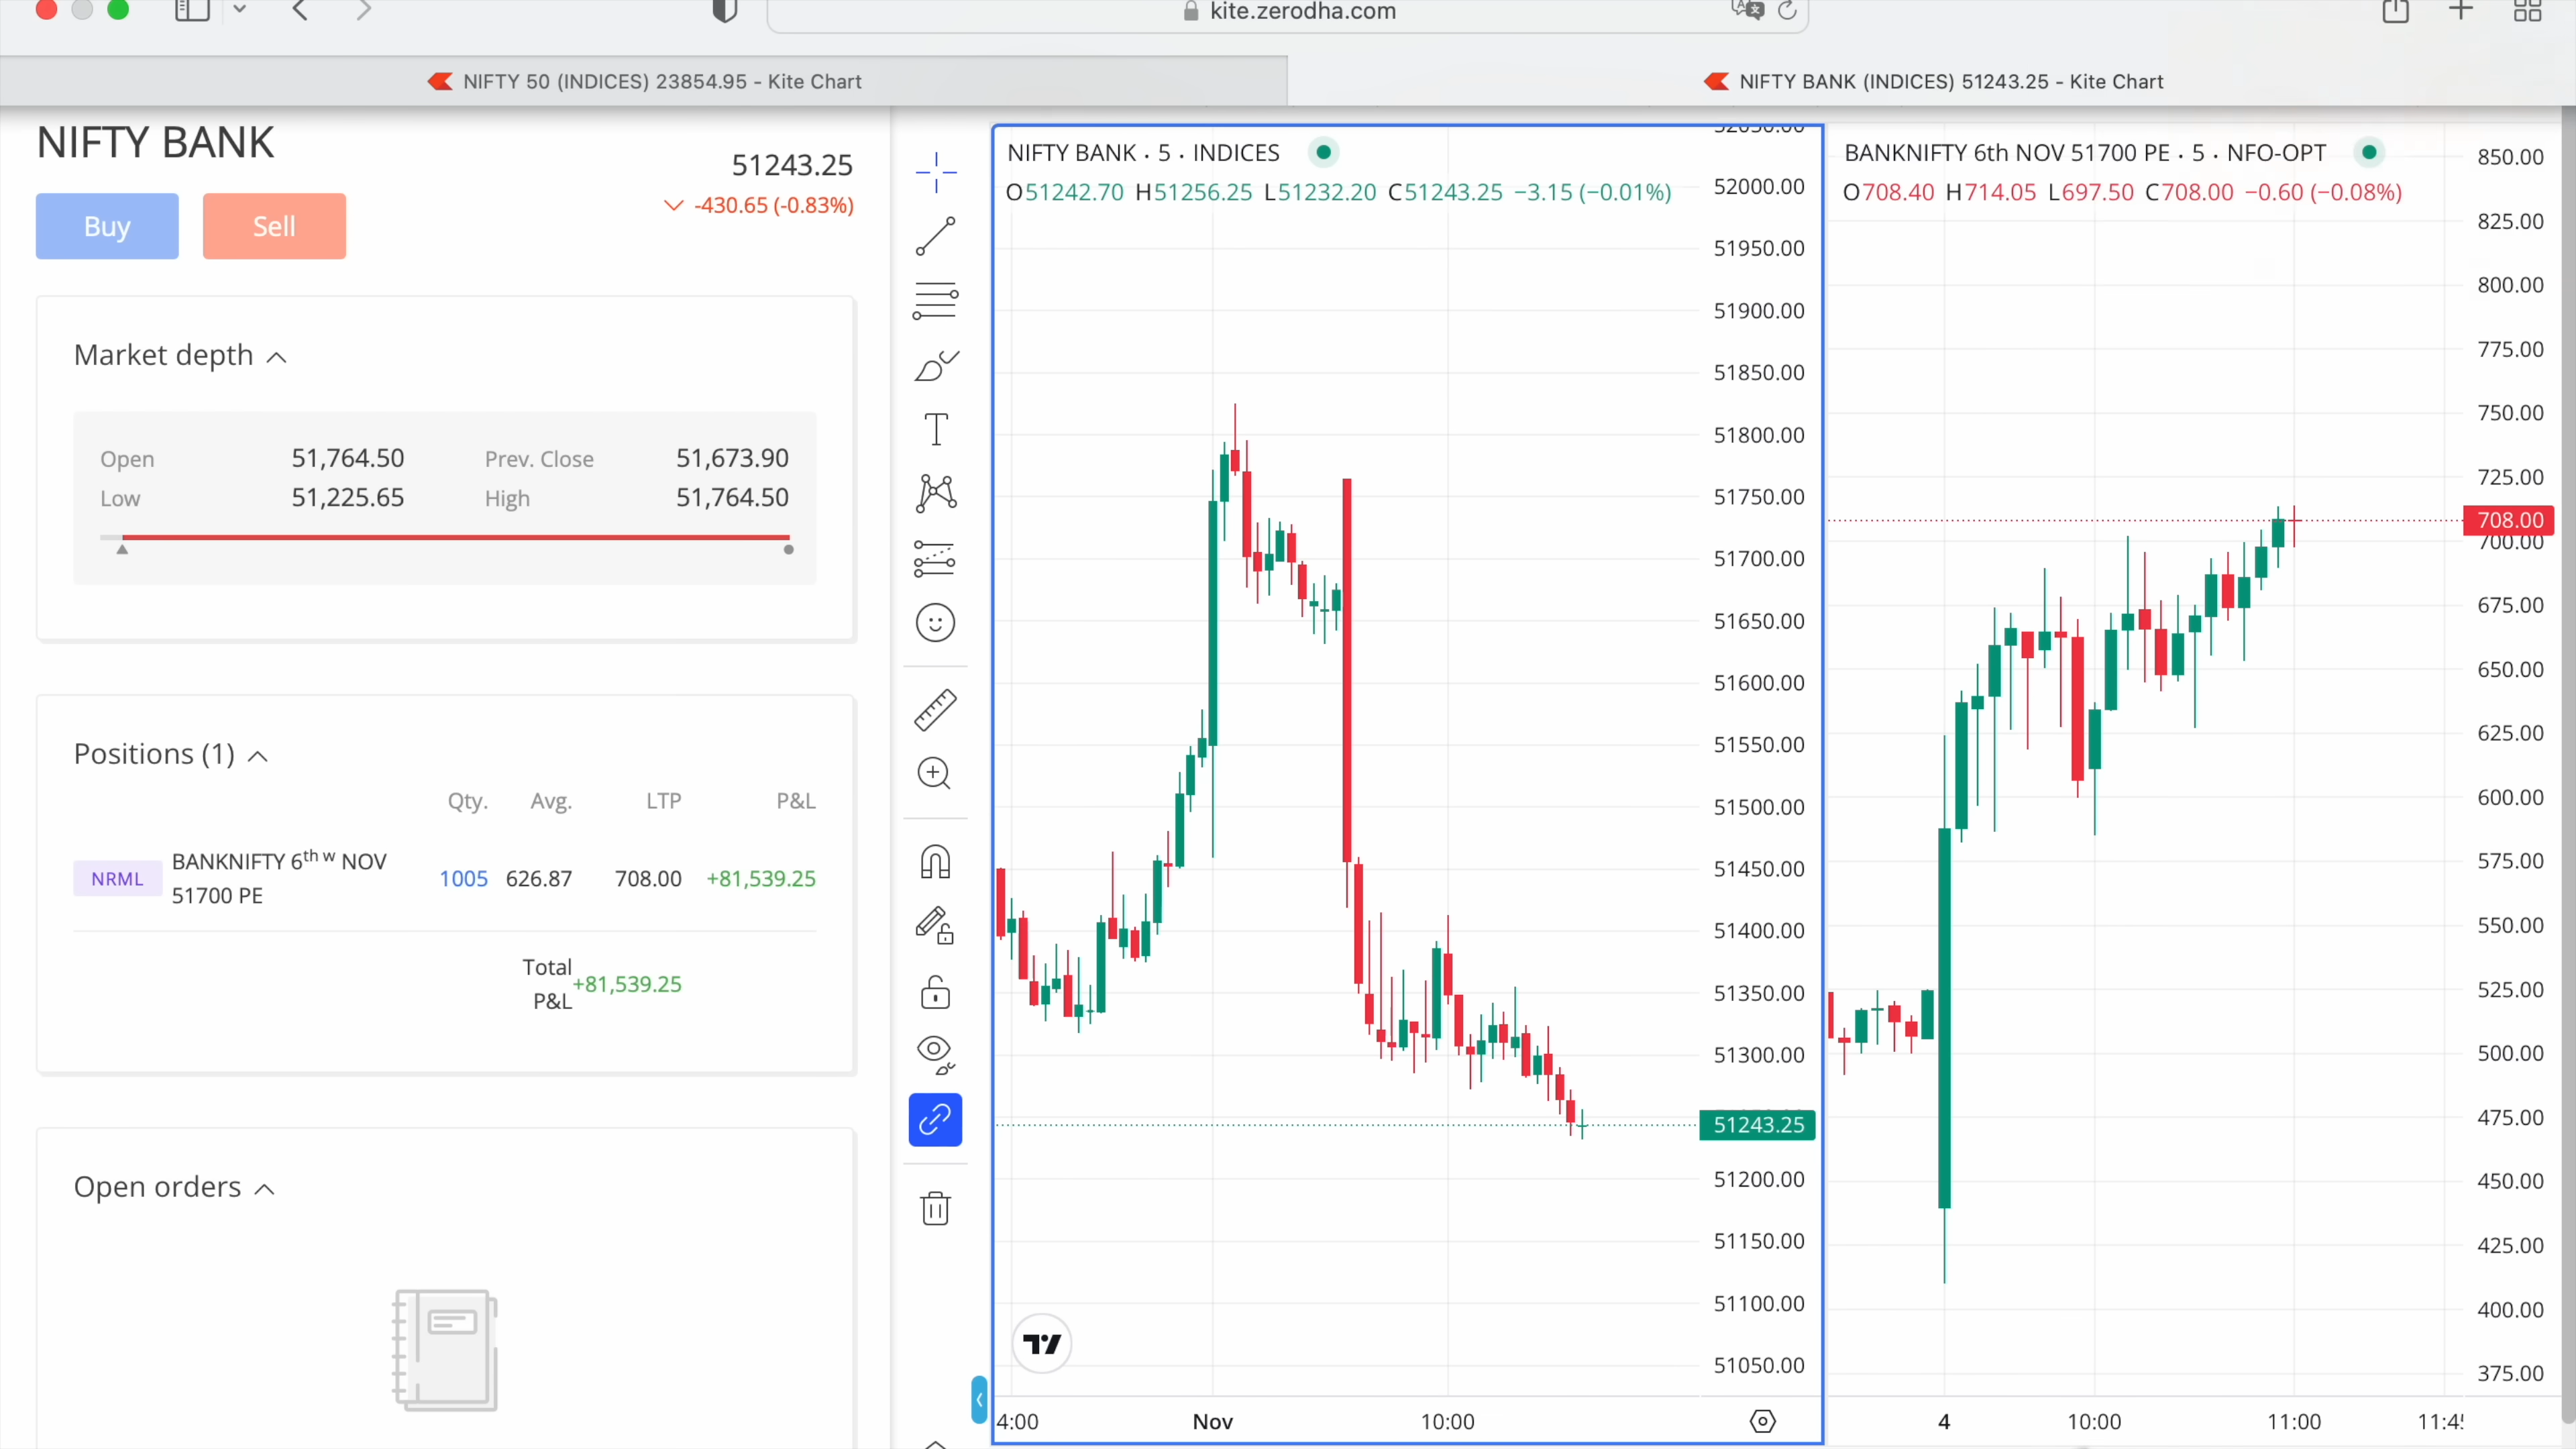 kite.zerodha.com
NIFTY 50 (INDICES) 23854.95 - Kite Chart
NIFTY BANK (INDICES) 51243.25 - Kite Chart
NIFTY BANK
51243.25
-430.65 (-0.83%)
Buy
Sell
Market depth
Open 51,764.50 Prev. Close 51,673.90
Low 51,225.65 High 51,764.50
Positions (1)
Qty. Avg. LTP P&L
NRML BANKNIFTY 6th w NOV 51700 PE 1005 626.87 708.00 +81,539.25
Total P&L +81,539.25
Open orders
NIFTY BANK · 5 · INDICES
O51242.70 H51256.25 L51232.20 C51243.25 −3.15 (−0.01%)
52050.00
52000.00
51950.00
51900.00
51850.00
51800.00
51750.00
51700.00
51650.00
51600.00
51550.00
51500.00
51450.00
51400.00
51350.00
51300.00
51243.25
51200.00
51150.00
51100.00
51050.00
4:00 Nov 10:00
BANKNIFTY 6th NOV 51700 PE · 5 · NFO-OPT
O708.40 H714.05 L697.50 C708.00 −0.60 (−0.08%)
850.00
825.00
800.00
775.00
750.00
725.00
708.00
700.00
675.00
650.00
625.00
600.00
575.00
550.00
525.00
500.00
475.00
450.00
425.00
400.00
375.00
4 10:00 11:00 11:4